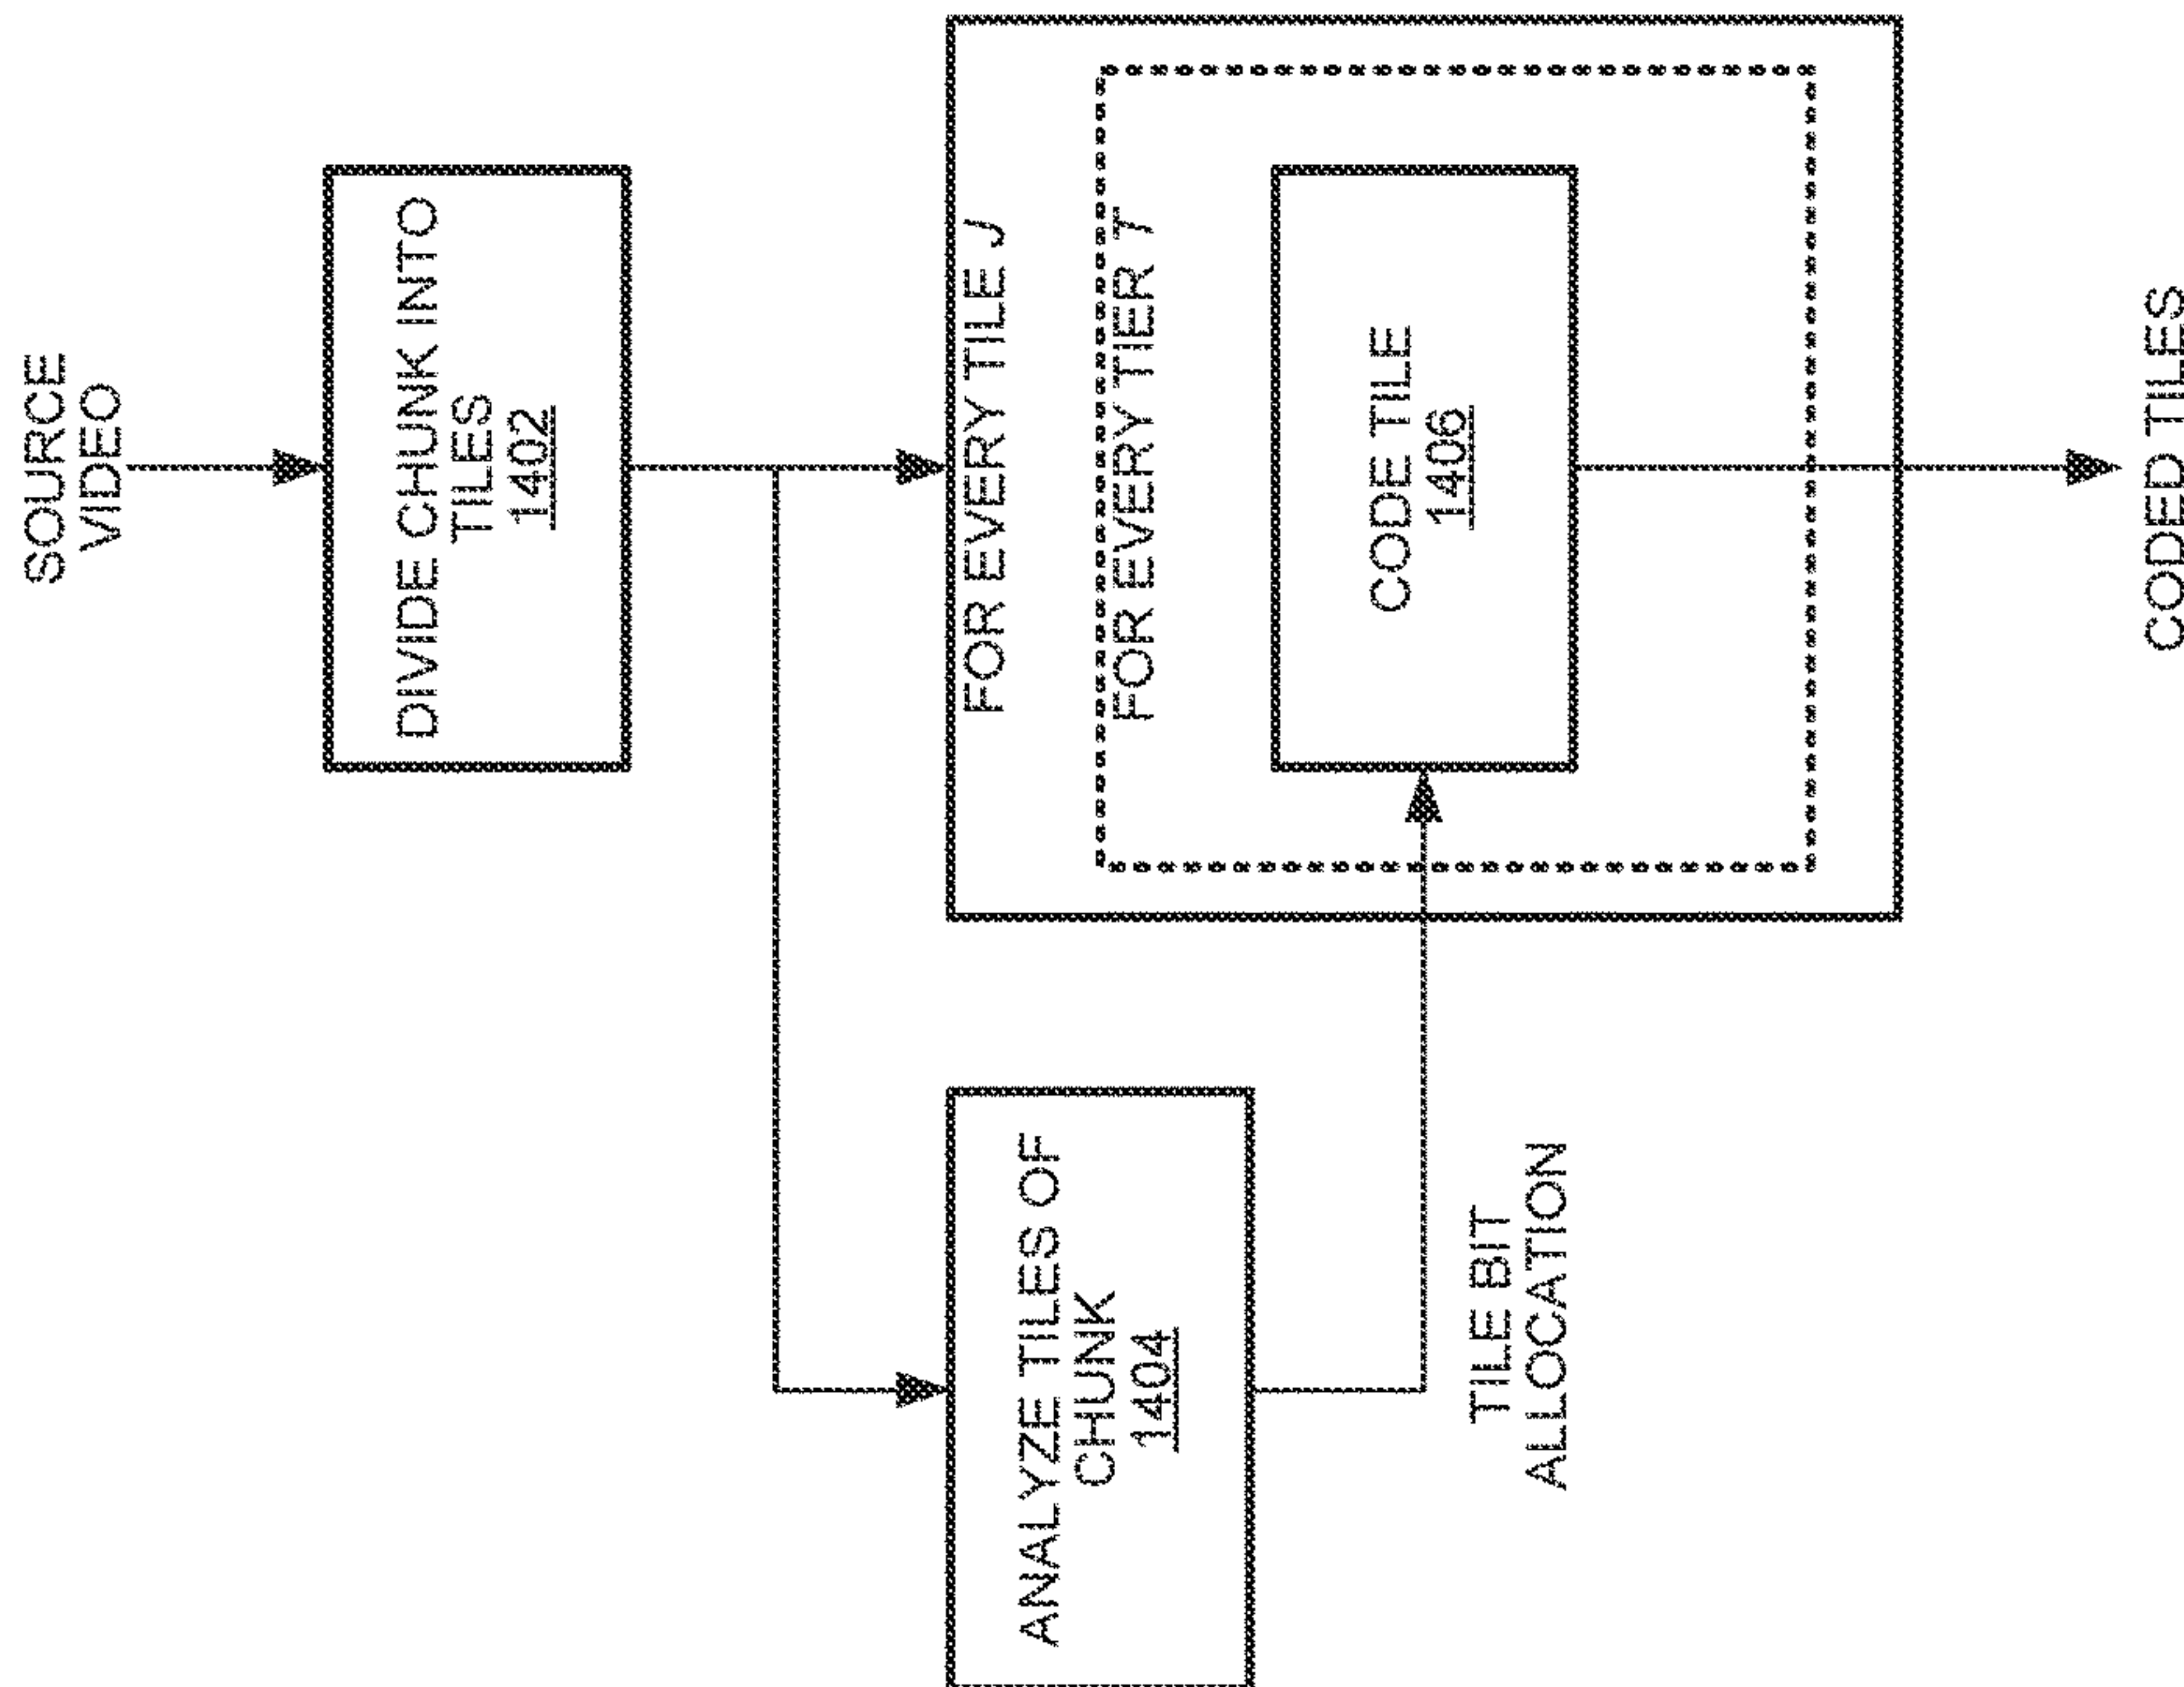 SOURCE
VIDEO
DIVIDE CHUNK INTO
TILES
1402
FOR EVERY TILE J
FOR EVERY TIER T
CODE TILE
1406
ANALYZE TILES OF
CHUNK
1404
TILE BIT
ALLOCATION
CODED TILES